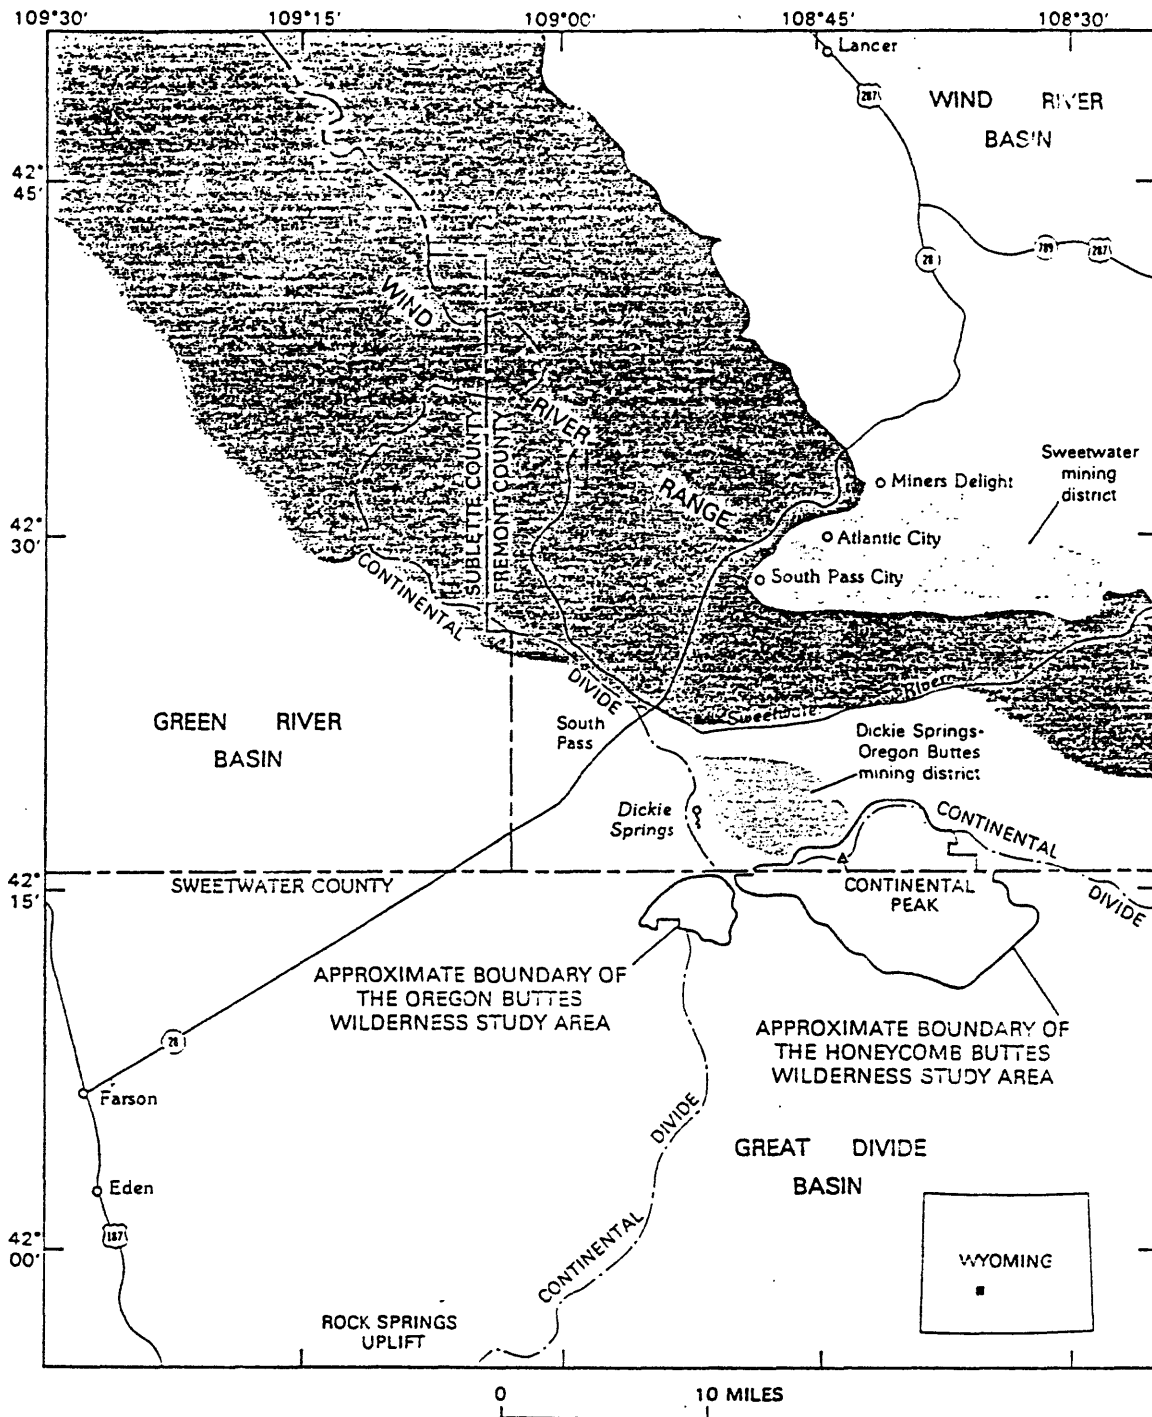 109°30' 109°15' 109°00' 108°45' 108°30'
Lancer
287
WIND RIVER
BASIN
42°
45'
28
789
287
WIND
RIVER
RANGE
SUBLETTE COUNTY
FREMONT COUNTY
Sweetwater
mining
district
Miners Delight
42°
30'
Atlantic City
South Pass City
CONTINENTAL
DIVIDE
Sweetwater River
GREEN RIVER
BASIN
South
Pass
Dickie Springs-
Oregon Buttes
mining district
Dickie
Springs
CONTINENTAL
DIVIDE
42°
15'
SWEETWATER COUNTY
CONTINENTAL
PEAK
APPROXIMATE BOUNDARY OF
THE OREGON BUTTES
WILDERNESS STUDY AREA
APPROXIMATE BOUNDARY OF
THE HONEYCOMB BUTTES
WILDERNESS STUDY AREA
28
Farson
DIVIDE
CONTINENTAL
GREAT DIVIDE
BASIN
Eden
187
42°
00'
WYOMING
ROCK SPRINGS
UPLIFT
0 10 MILES